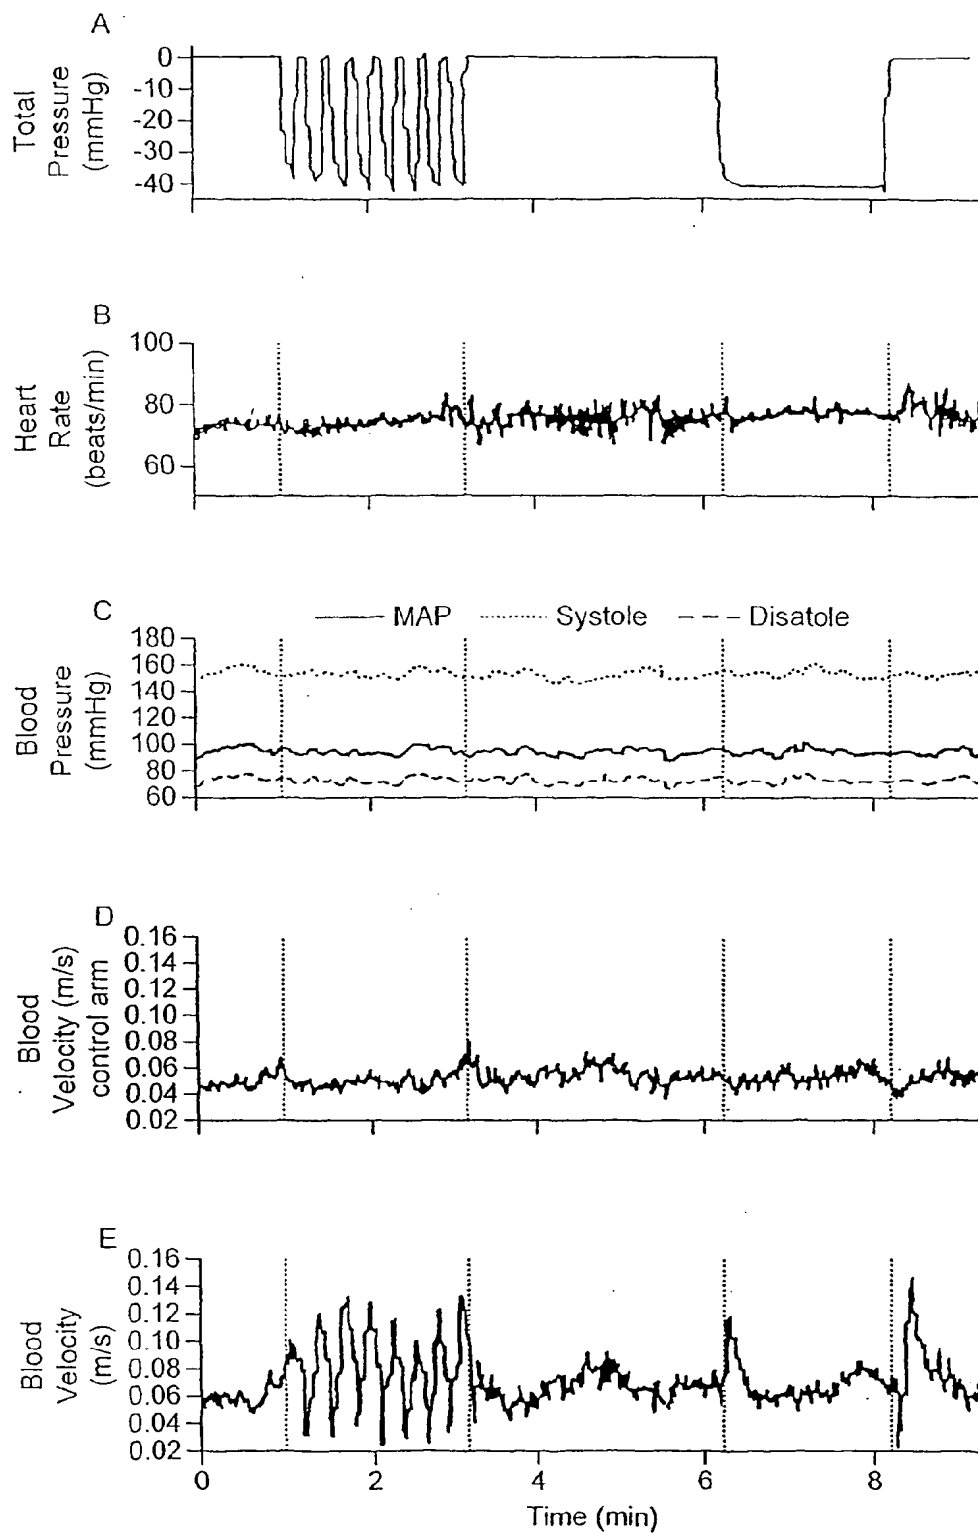 A
Total
Pressure
(mmHg)
0
-10
-20
-30
-40
B
Heart
Rate
(beats/min)
100
80
60
C
MAP Systole Disatole
Blood
Pressure
(mmHg)
180
160
140
120
100
80
60
D
Blood
Velocity (m/s)
control arm
0.16
0.14
0.12
0.10
0.08
0.06
0.04
0.02
E
Blood
Velocity
(m/s)
0.16
0.14
0.12
0.10
0.08
0.06
0.04
0.02
0 2 4 6 8
Time (min)